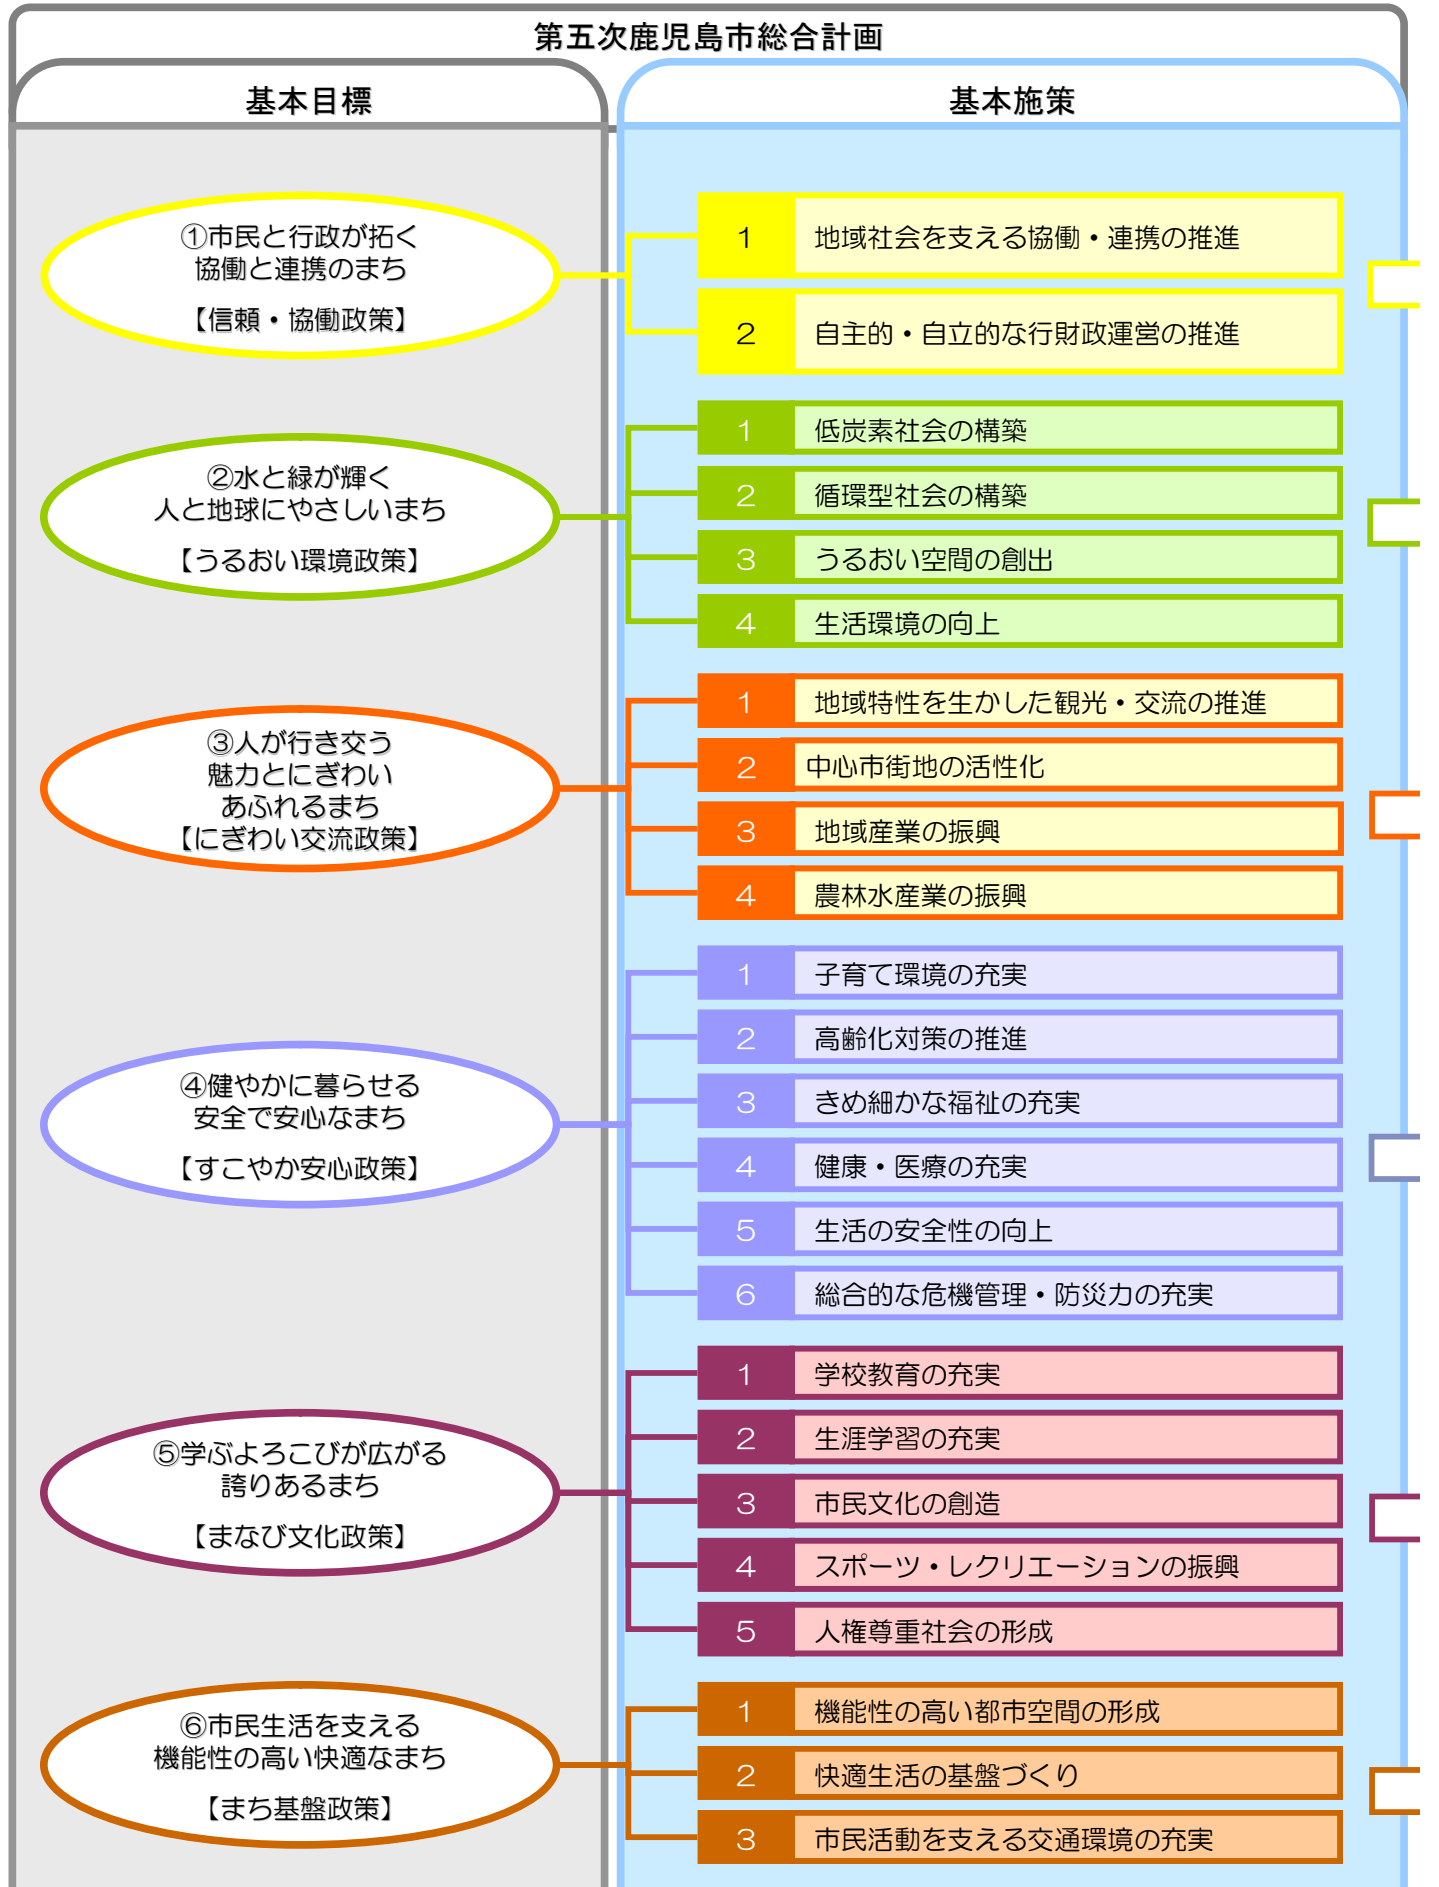 第五次鹿児島市総合計画
基本目標
基本施策
①市民と行政が拓く
協働と連携のまち
【信頼・協働政策】
1 地域社会を支える協働・連携の推進
2 自主的・自立的な行財政運営の推進
②水と緑が輝く
人と地球にやさしいまち
【うるおい環境政策】
1 低炭素社会の構築
2 循環型社会の構築
3 うるおい空間の創出
4 生活環境の向上
③人が行き交う
魅力とにぎわい
あふれるまち
【にぎわい交流政策】
1 地域特性を生かした観光・交流の推進
2 中心市街地の活性化
3 地域産業の振興
4 農林水産業の振興
④健やかに暮らせる
安全で安心なまち
【すこやか安心政策】
1 子育て環境の充実
2 高齢化対策の推進
3 きめ細かな福祉の充実
4 健康・医療の充実
5 生活の安全性の向上
6 総合的な危機管理・防災力の充実
⑤学ぶよろこびが広がる
誇りあるまち
【まなび文化政策】
1 学校教育の充実
2 生涯学習の充実
3 市民文化の創造
4 スポーツ・レクリエーションの振興
5 人権尊重社会の形成
⑥市民生活を支える
機能性の高い快適なまち
【まち基盤政策】
1 機能性の高い都市空間の形成
2 快適生活の基盤づくり
3 市民活動を支える交通環境の充実